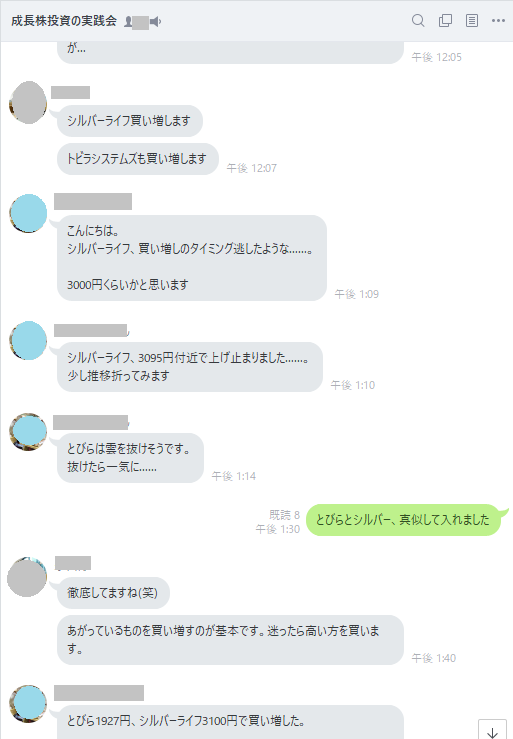 成長株投資の実践会
が...
午後 12:05
シルバーライフ買い増します
トビラシステムズも買い増します
午後 12:07
こんにちは。
シルバーライフ、買い増しのタイミング逃したような......。
3000円くらいかと思います
午後 1:09
シルバーライフ、3095円付近で上げ止まりました......。
少し推移折ってみます
午後 1:10
とびらは雲を抜けそうです。
抜けたら一気に......
午後 1:14
既読 8
午後 1:30
とびらとシルバー、真似して入れました
徹底してますね(笑)
あがっているものを買い増すのが基本です。迷ったら高い方を買いま
す。
午後 1:40
とびら1927円、シルバーライフ3100円で買い増した。